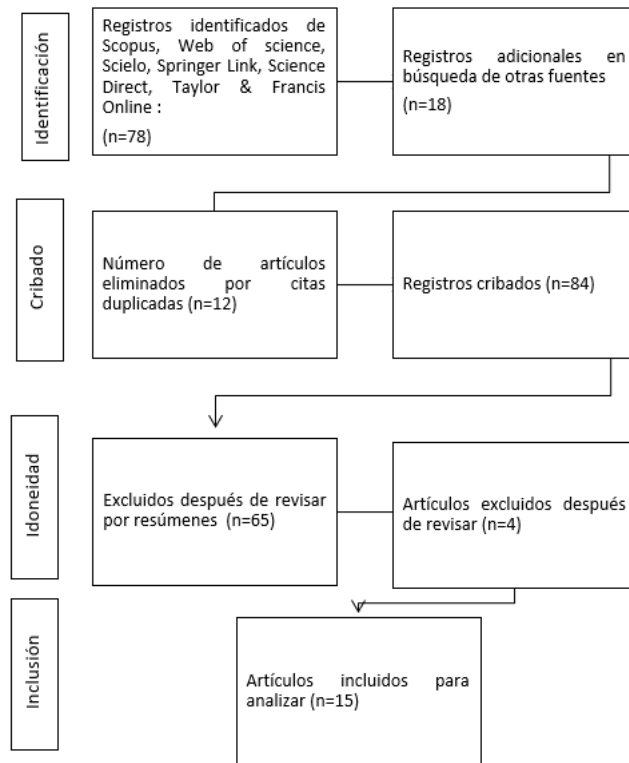 Identificación
Registros identificados de
Scopus, Web of science,
Scielo, Springer Link, Science
Direct, Taylor & Francis
Online :
(n=78)
Registros adicionales en
búsqueda de otras fuentes
(n=18)
Cribado
Número de artículos
eliminados por citas
duplicadas (n=12)
Registros cribados (n=84)
Idoneidad
Excluidos después de revisar
por resúmenes (n=65)
Artículos excluidos después
de revisar (n=4)
Inclusión
Artículos incluidos para
analizar (n=15)